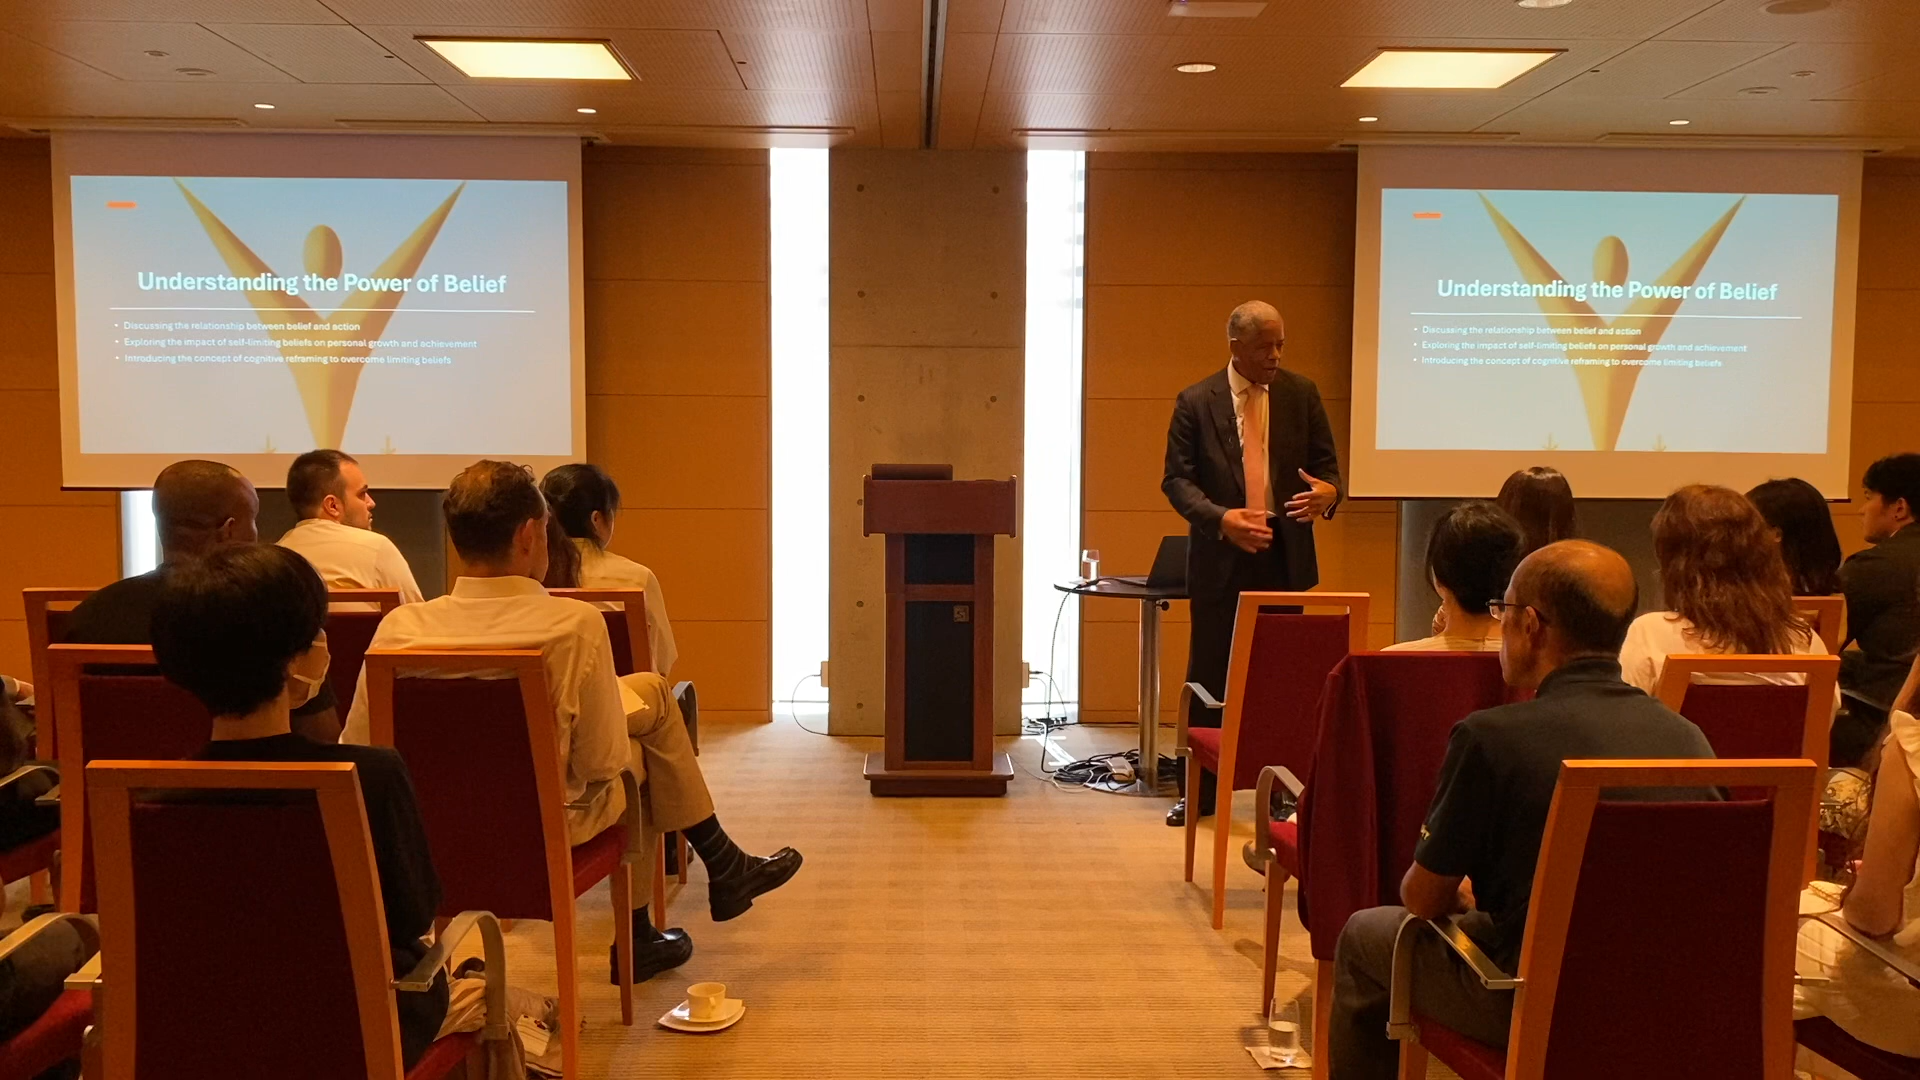 Understanding the Power of Belief
• Discussing the relationship between belief and action
• Exploring the impact of self-limiting beliefs on personal growth and achievement
• Introducing the concept of cognitive reframing to overcome limiting beliefs
Understanding the Power of Belief
• Discussing the relationship between belief and action
• Exploring the impact of self-limiting beliefs on personal growth and achievement
• Introducing the concept of cognitive reframing to overcome limiting beliefs